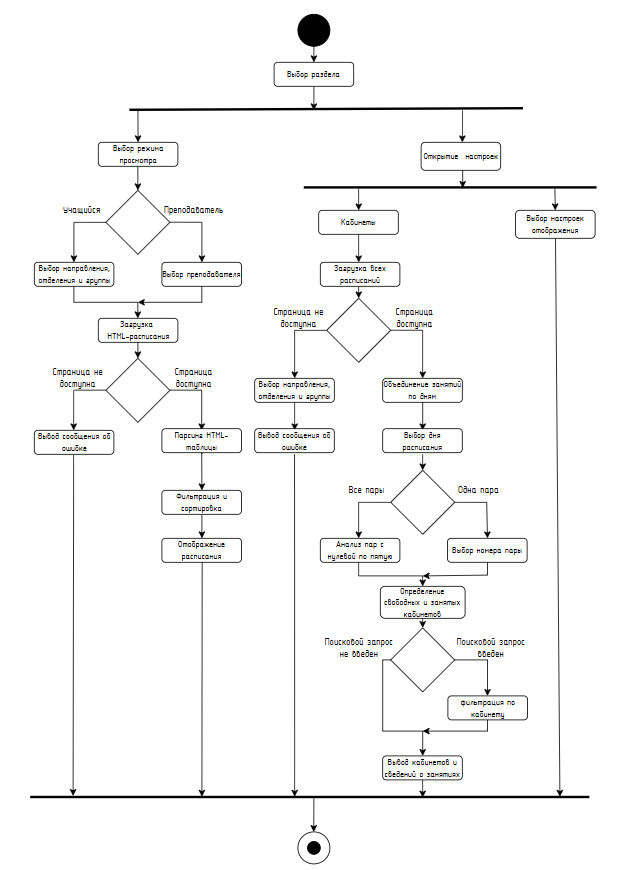 Выбор раздела
Выбор режима
просмотра
Открытие настроек
Учащийся
Преподаватель
Кабинеты
Выбор настроек
отображения
Выбор направления,
отделения и группы
Выбор преподавателя
Загрузка всех
расписаний
Загрузка
HTML-расписания
Страница не
доступна
Страница
доступна
Страница не
доступна
Страница
доступна
Выбор направления,
отделения и группы
Объединение занятий
по дням
Вывод сообщения об
ошибке
Парсинг HTML-
таблицы
Вывод сообщения об
ошибке
Выбор дня
расписания
Фильтрация и
сортировка
Все пары
Одна пара
Отображение
расписания
Анализ пар с
нулевой по пятую
Выбор номера пары
Определение
свободных и занятых
кабинетов
Поисковой запрос
не введен
Поисковой запрос
введен
фильтрация по
кабинету
Вывод кабинетов и
сведений о занятиях